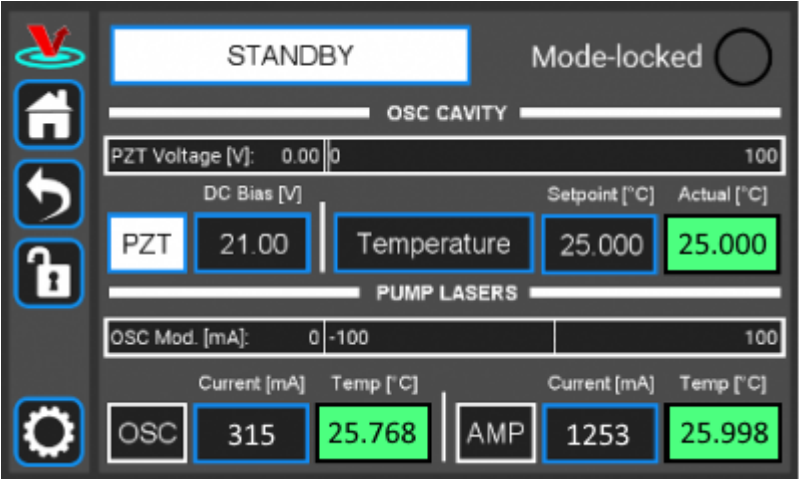 STANDBY Mode-locked
OSC CAVITY
PZT Voltage [V]: 0.00 0 100
DC Bias [V] Setpoint [°C] Actual [°C]
PZT 21.00 Temperature 25.000 25.000
PUMP LASERS
OSC Mod. [mA]: 0 -100 100
Current [mA] Temp [°C] Current [mA] Temp [°C]
OSC 315 25.768 AMP 1253 25.998